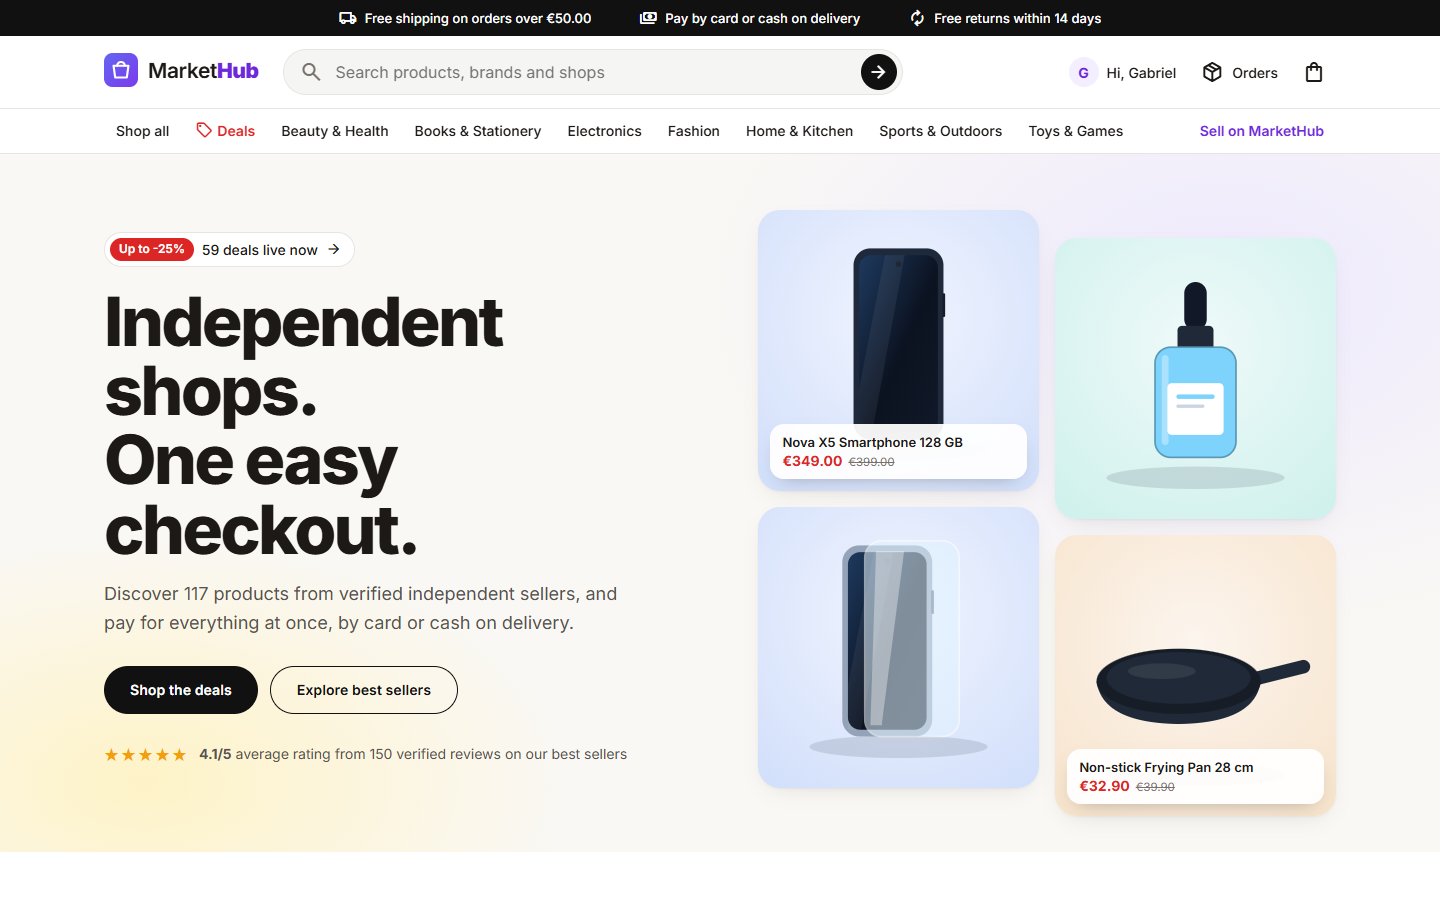 Free shipping on orders over €50.00
Pay by card or cash on delivery
Free returns within 14 days
MarketHub
Search products, brands and shops
G
Hi, Gabriel
Orders
Shop all
Deals
Beauty & Health
Books & Stationery
Electronics
Fashion
Home & Kitchen
Sports & Outdoors
Toys & Games
Sell on MarketHub
Up to -25%
59 deals live now
Independent
shops.
One easy
checkout.
Discover 117 products from verified independent sellers, and
pay for everything at once, by card or cash on delivery.
Shop the deals
Explore best sellers
4.1/5 average rating from 150 verified reviews on our best sellers
Nova X5 Smartphone 128 GB
€349.00 €399.00
Non-stick Frying Pan 28 cm
€32.90 €39.90